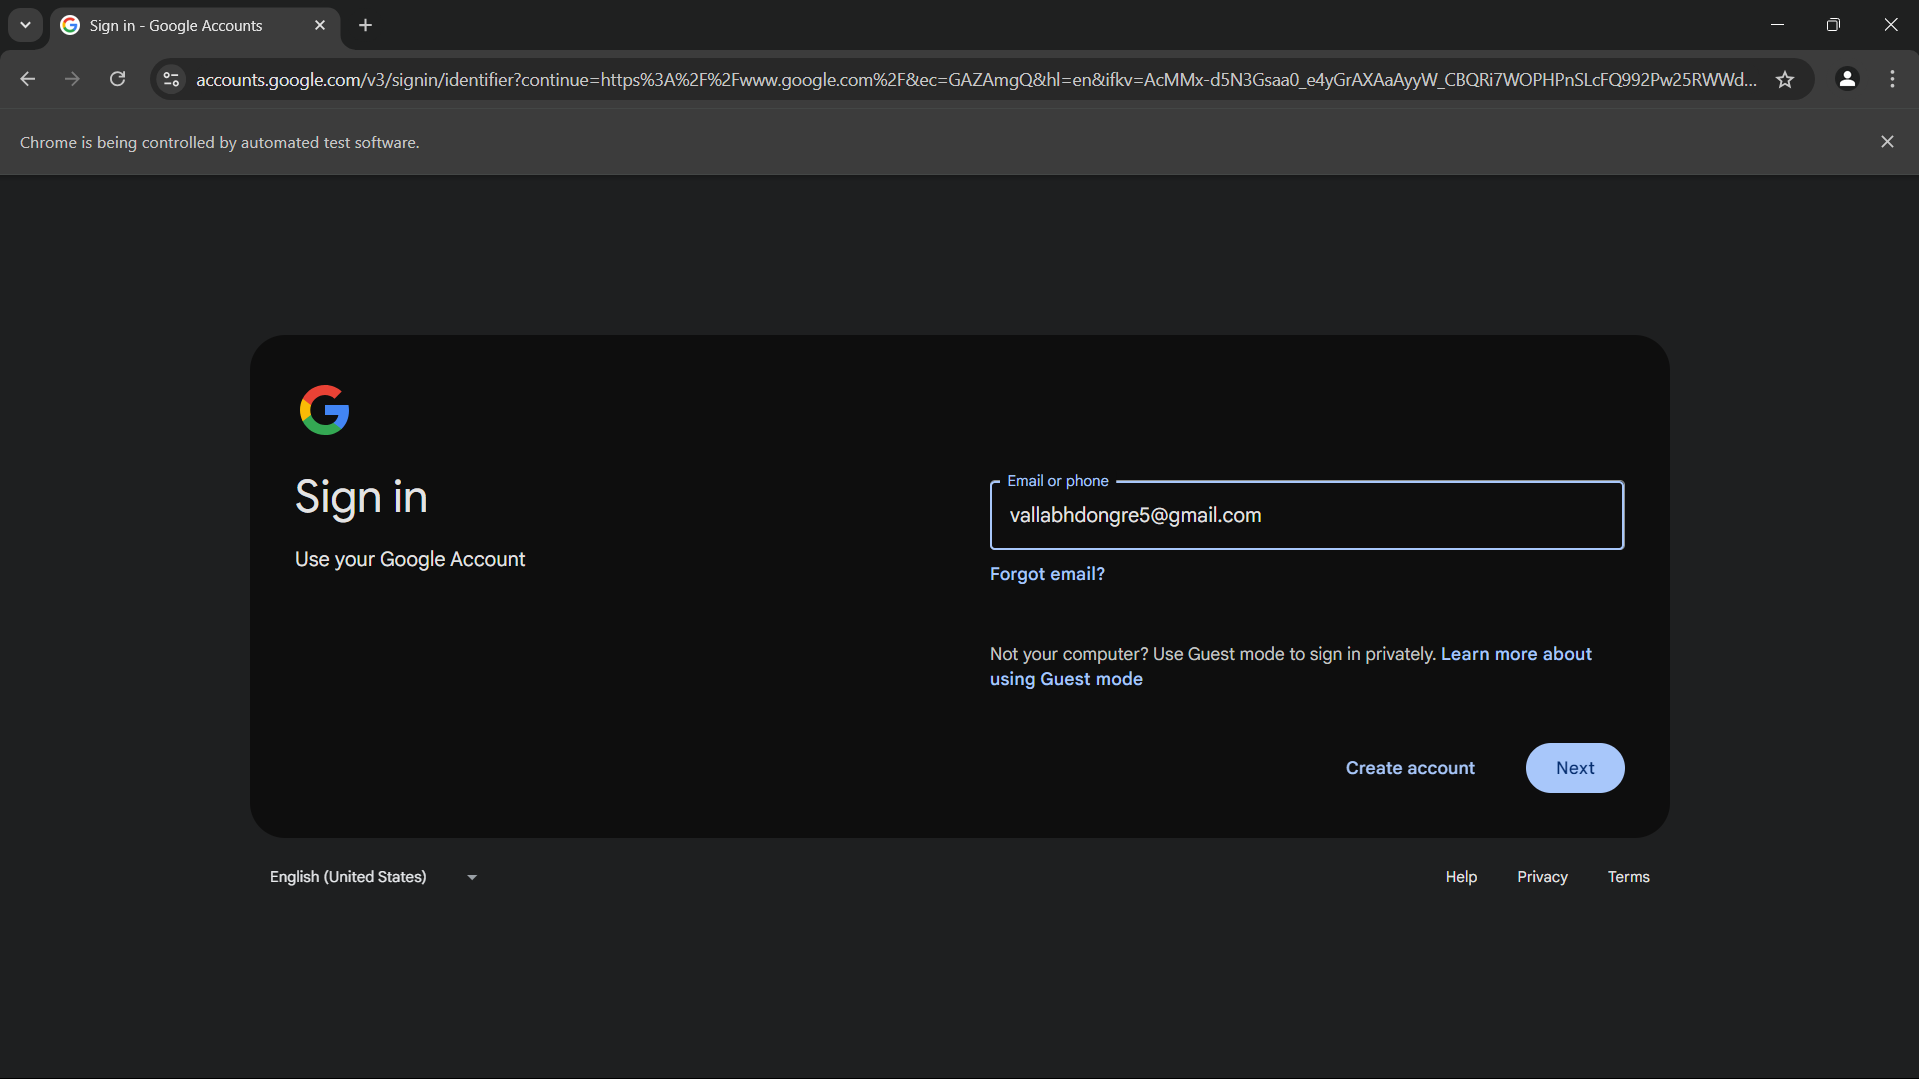 Sign in - Google Accounts
accounts.google.com/v3/signin/identifier?continue=https%3A%2F%2Fwww.google.com%2F&ec=GAZAmgQ&hl=en&ifkv=AcMMx-d5N3Gsaa0_e4yGrAXAaAyyW_CBQRi7WOPHPnSLcFQ992Pw25RWWd...
Chrome is being controlled by automated test software.
Sign in
Use your Google Account
Email or phone
vallabhdongre5@gmail.com
Forgot email?
Not your computer? Use Guest mode to sign in privately. Learn more about
using Guest mode
Create account
Next
English (United States)
Help
Privacy
Terms